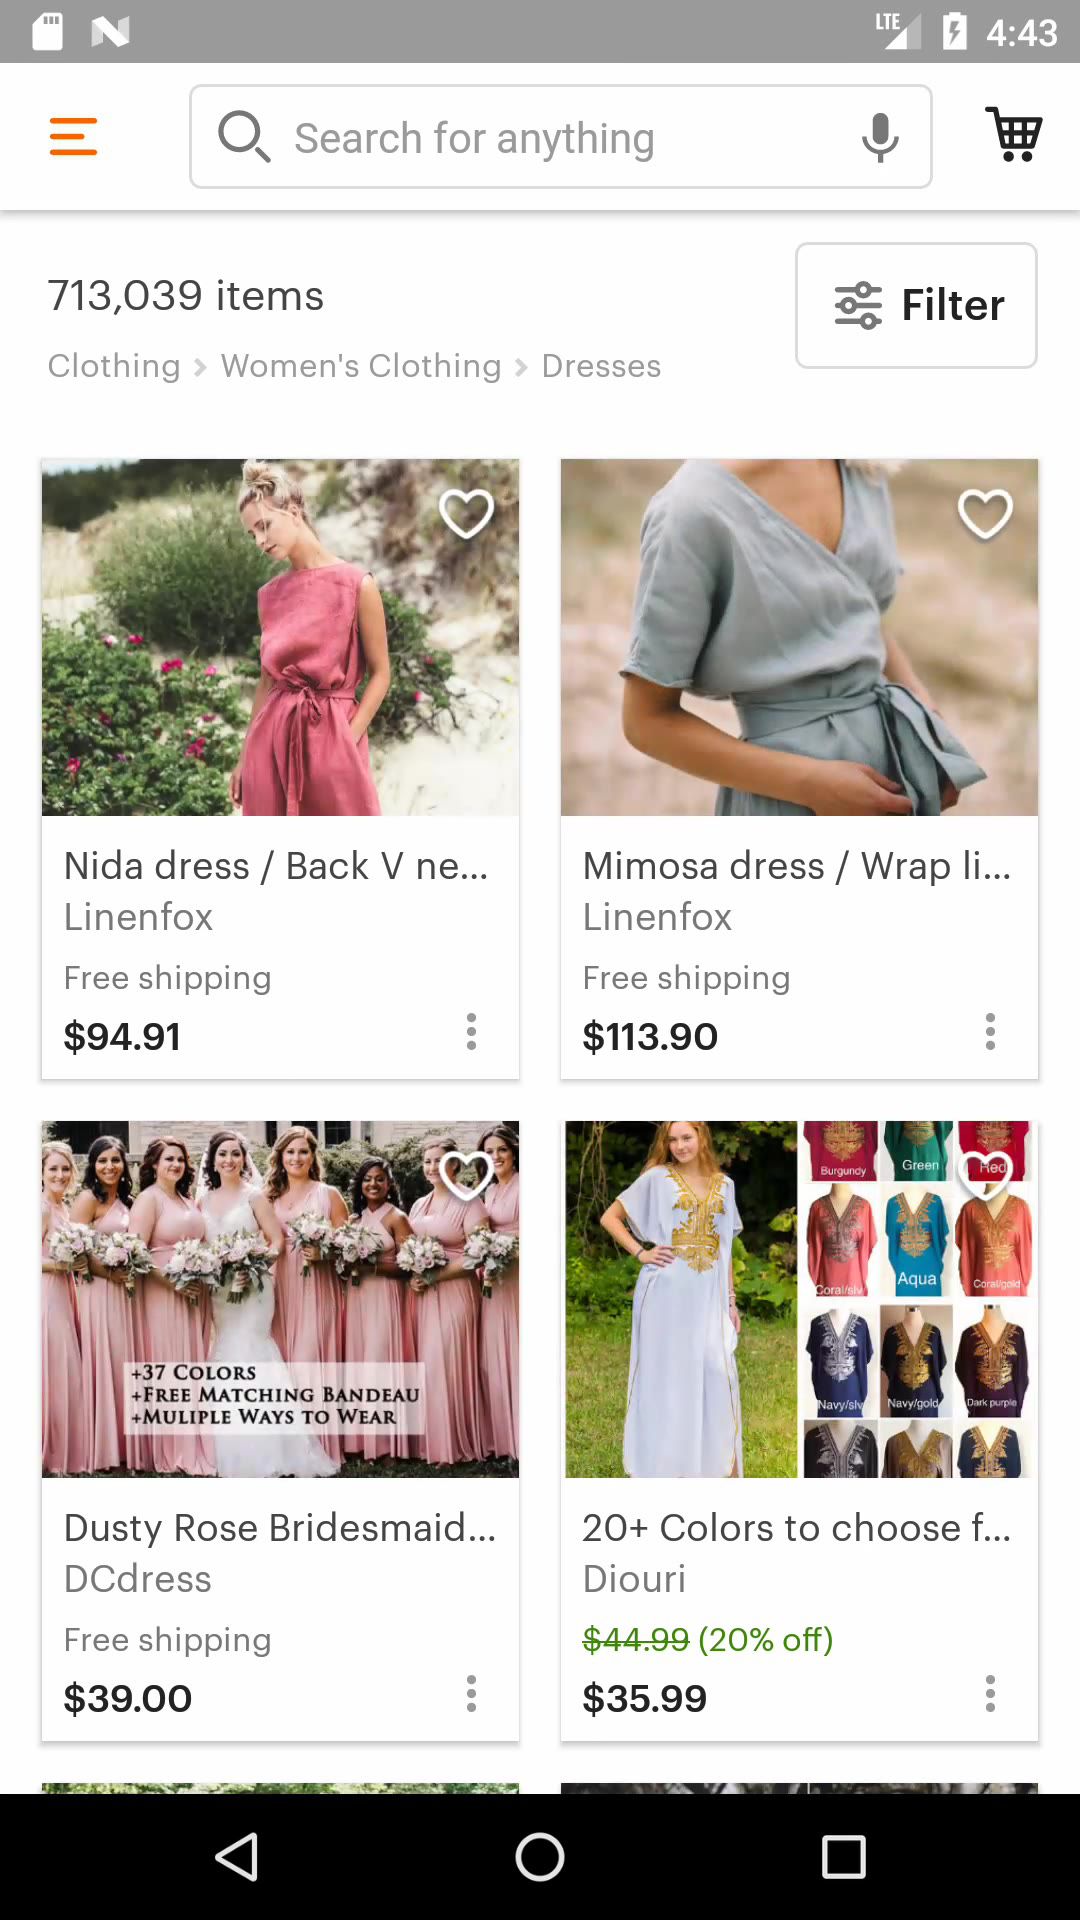 LTE 4:43
Search for anything
713,039 items
Filter
Clothing > Women's Clothing > Dresses
Nida dress / Back V ne...
Linenfox
Free shipping
$94.91
Mimosa dress / Wrap li...
Linenfox
Free shipping
$113.90
+37 Colors
+Free Matching Bandeau
+Muliple Ways to Wear
Dusty Rose Bridesmaid...
DCdress
Free shipping
$39.00
Burgundy Green Red
Coral/slv Aqua Coral/gold
Navy/slv Navy/gold Dark purple
20+ Colors to choose f...
Diouri
$44.99 (20% off)
$35.99